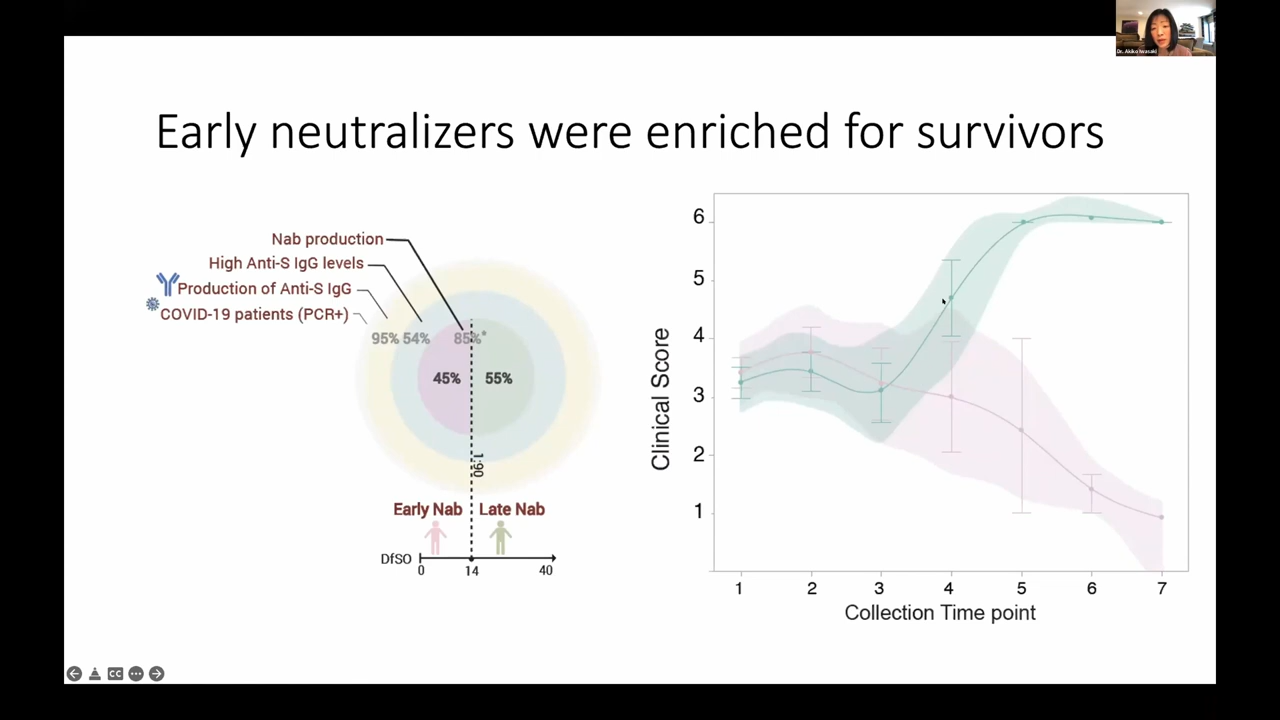 Dr. Akiko Iwasaki
Early neutralizers were enriched for survivors
Nab production
High Anti-S IgG levels
Production of Anti-S IgG
COVID-19 patients (PCR+)
95% 54% 85%*
45% 55%
1:90
Early Nab Late Nab
DfSO
0 14 40
Clinical Score
6
5
4
3
2
1
1 2 3 4 5 6 7
Collection Time point
CC